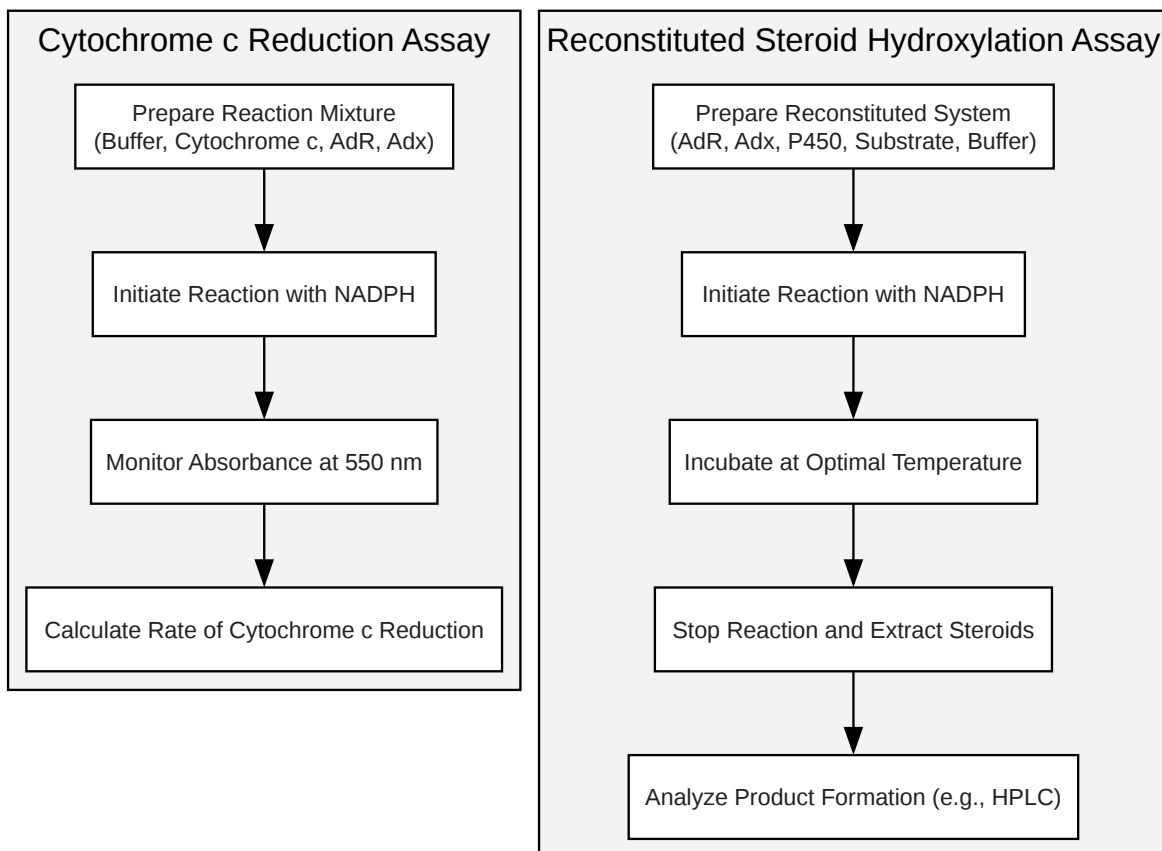 Cytochrome c Reduction Assay
Prepare Reaction Mixture
(Buffer, Cytochrome c, AdR, Adx)
Initiate Reaction with NADPH
Monitor Absorbance at 550 nm
Calculate Rate of Cytochrome c Reduction
Reconstituted Steroid Hydroxylation Assay
Prepare Reconstituted System
(AdR, Adx, P450, Substrate, Buffer)
Initiate Reaction with NADPH
Incubate at Optimal Temperature
Stop Reaction and Extract Steroids
Analyze Product Formation (e.g., HPLC)